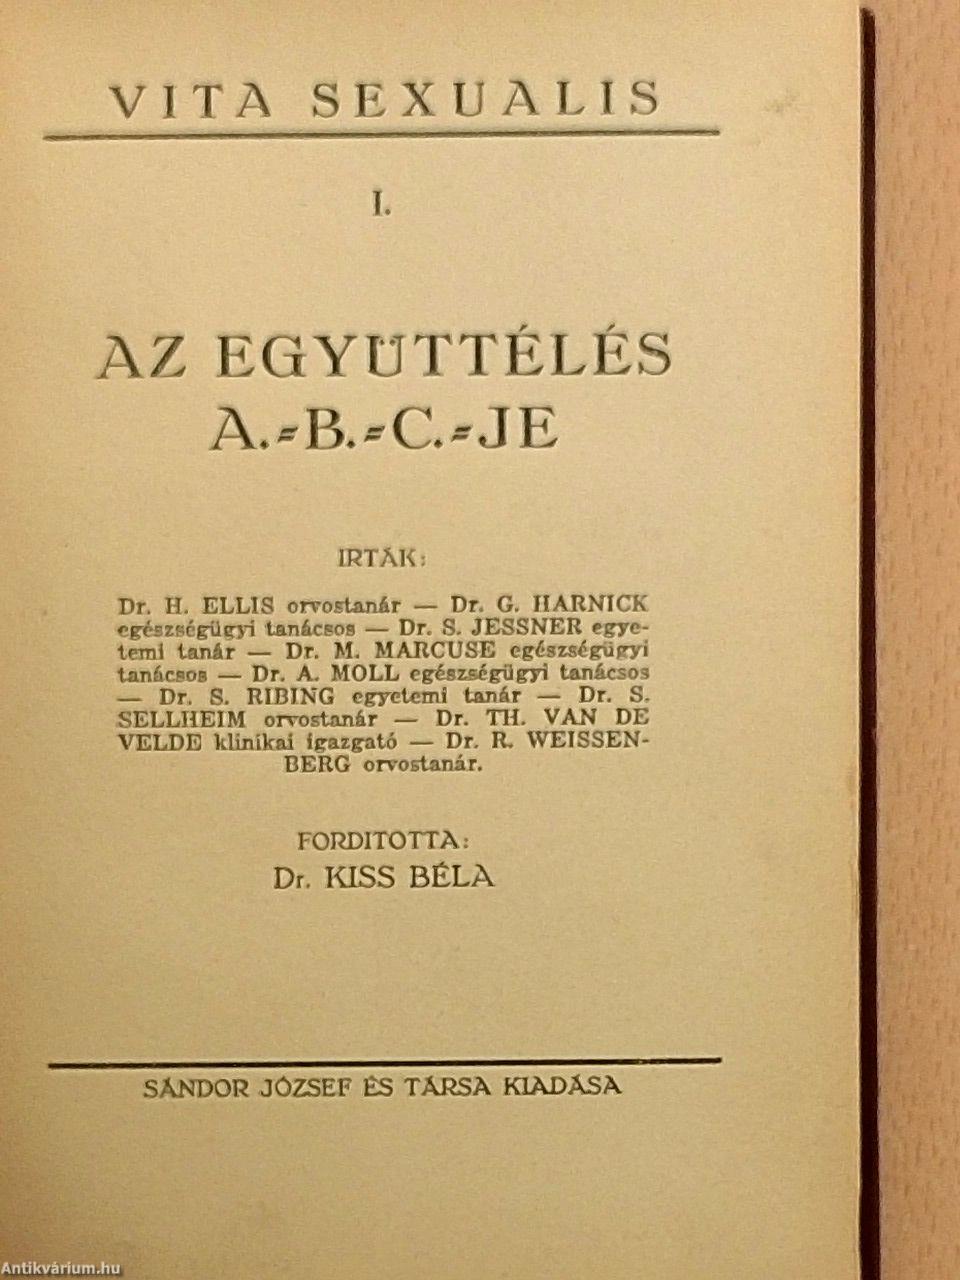 VITA SEXUALIS
I.
AZ EGYÜTTÉLÉS
A.=B.=C.=JE
IRTÁK:
Dr. H. ELLIS orvostanár — Dr. G. HARNICK
egészségügyi tanácsos — Dr. S. JESSNER egye-
temi tanár — Dr. M. MARCUSE egészségügyi
tanácsos — Dr. A. MOLL egészségügyi tanácsos
— Dr. S. RIBING egyetemi tanár — Dr. S.
SELLHEIM orvostanár — Dr. TH. VAN DE
VELDE klinikai igazgató — Dr. R. WEISSEN-
BERG orvostanár.
FORDITOTTA:
Dr. KISS BÉLA
SÁNDOR JÓZSEF ÉS TÁRSA KIADÁSA
Antikvárium.hu